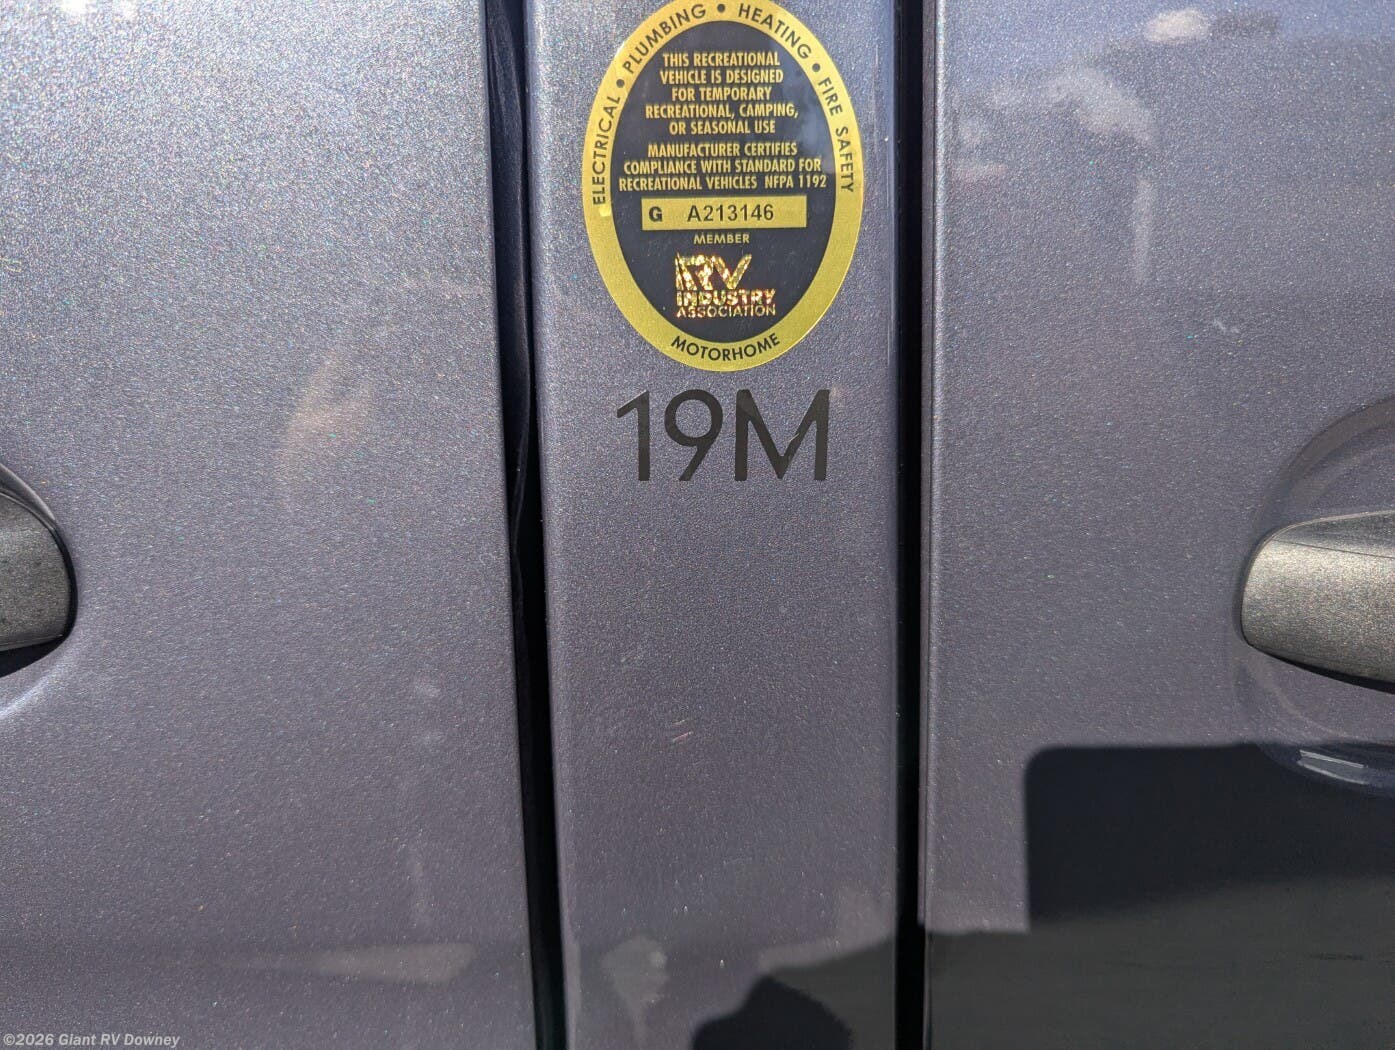 ELECTRICAL • PLUMBING • HEATING • FIRE SAFETY
THIS RECREATIONAL
VEHICLE IS DESIGNED
FOR TEMPORARY
RECREATIONAL, CAMPING,
OR SEASONAL USE
MANUFACTURER CERTIFIES
COMPLIANCE WITH STANDARD FOR
RECREATIONAL VEHICLES NFPA 1192
G A213146
MEMBER
RV
INDUSTRY
ASSOCIATION
MOTORHOME
19M
©2026 Giant RV Downey